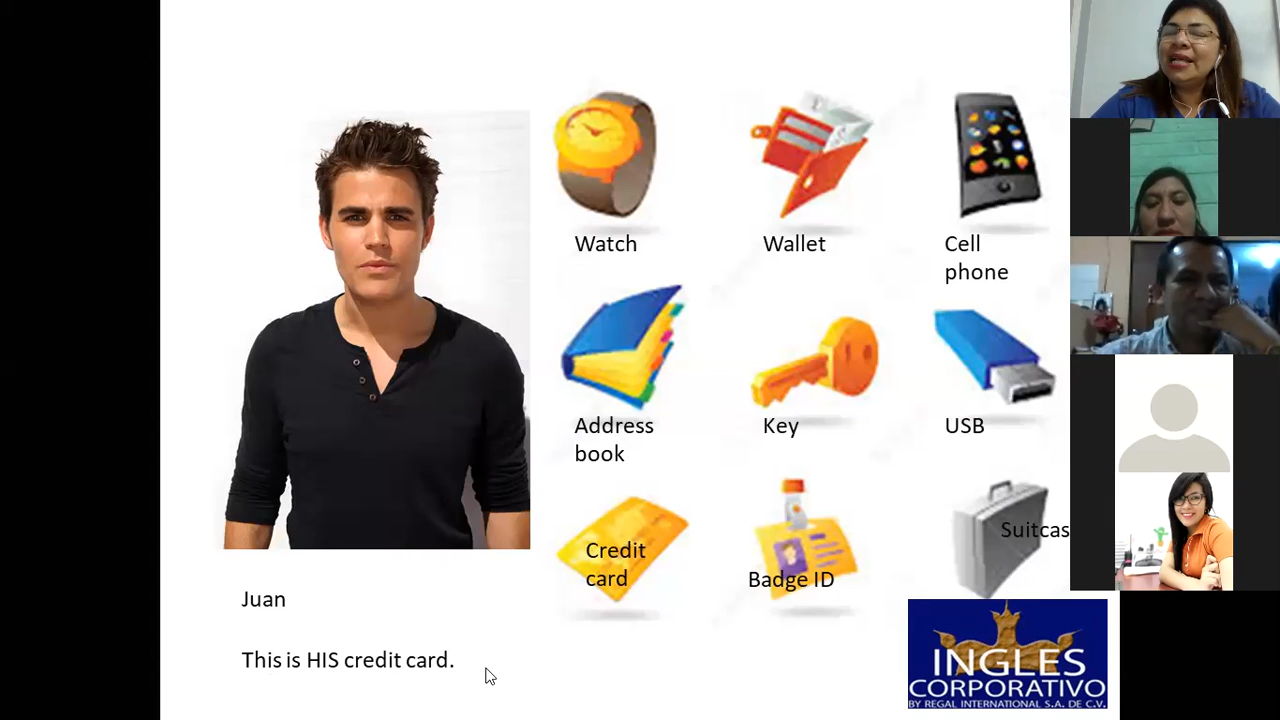 Watch
Wallet
Cell
phone
Address
book
Key
USB
Credit
card
Badge ID
Suitcas
Juan
This is HIS credit card.
INGLES
CORPORATIVO
BY REGAL INTERNATIONAL S.A. DE C.V.